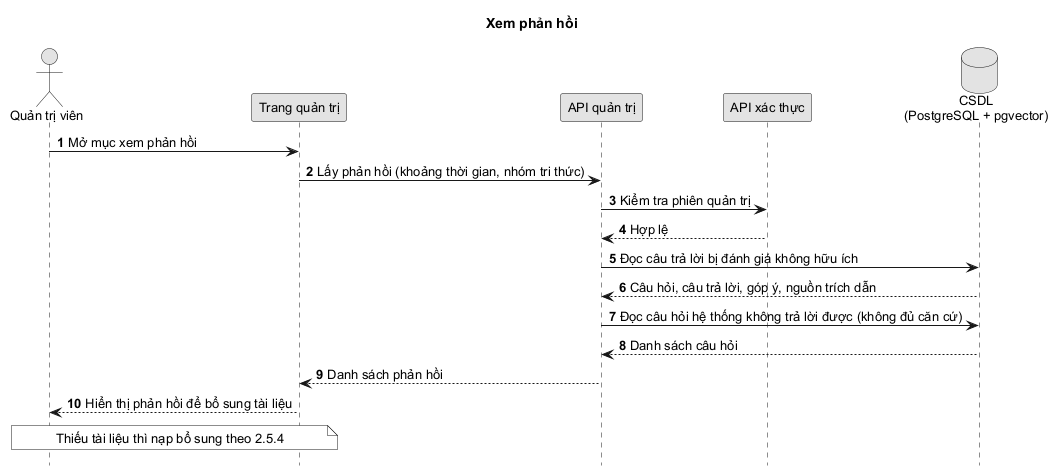 Xem phản hồi
Quản trị viên
Trang quản trị
API quản trị
API xác thực
CSDL
(PostgreSQL + pgvector)
1 Mở mục xem phản hồi
2 Lấy phản hồi (khoảng thời gian, nhóm tri thức)
3 Kiểm tra phiên quản trị
4 Hợp lệ
5 Đọc câu trả lời bị đánh giá không hữu ích
6 Câu hỏi, câu trả lời, góp ý, nguồn trích dẫn
7 Đọc câu hỏi hệ thống không trả lời được (không đủ căn cứ)
8 Danh sách câu hỏi
9 Danh sách phản hồi
10 Hiển thị phản hồi để bổ sung tài liệu
Thiếu tài liệu thì nạp bổ sung theo 2.5.4